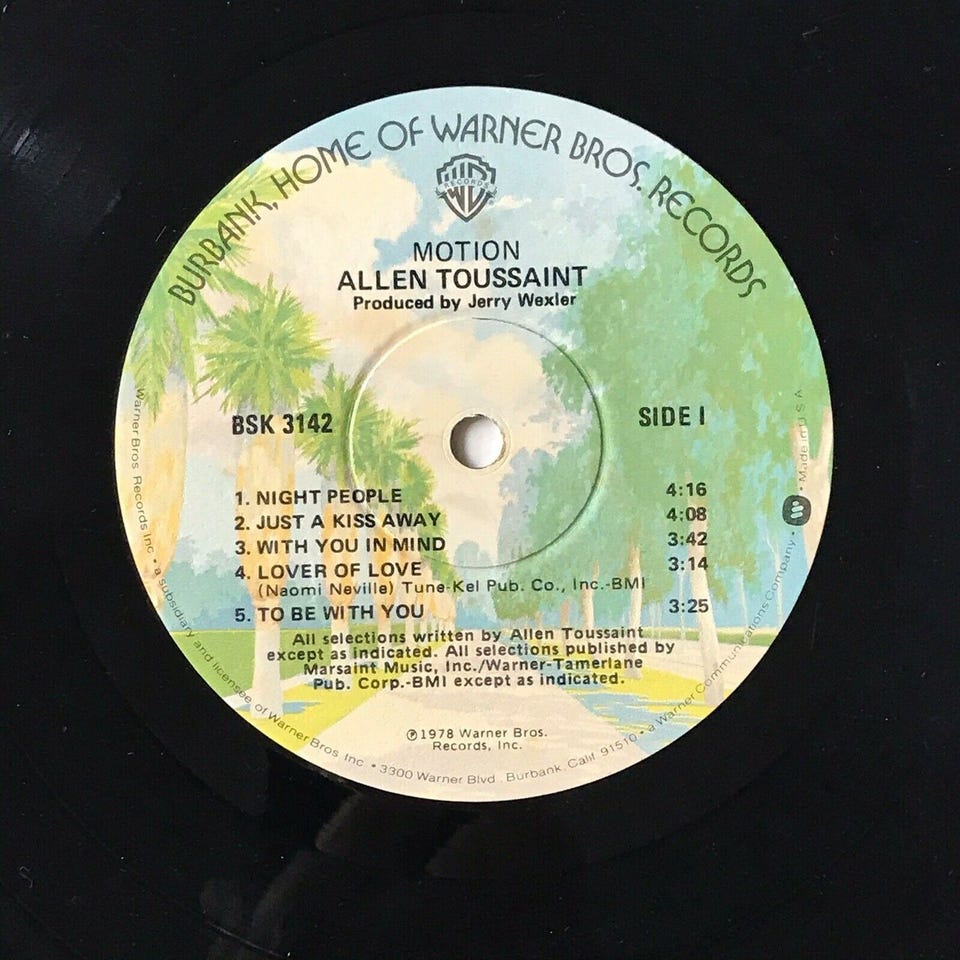 BURBANK, HOME OF WARNER BROS. RECORDS
WB
RECORDS
MOTION
ALLEN TOUSSAINT
Produced by Jerry Wexler
BSK 3142
SIDE I
1. NIGHT PEOPLE 4:16
2. JUST A KISS AWAY 4:08
3. WITH YOU IN MIND 3:42
4. LOVER OF LOVE 3:14
(Naomi Neville) Tune-Kel Pub. Co., Inc.-BMI
5. TO BE WITH YOU 3:25
All selections written by Allen Toussaint
except as indicated. All selections published by
Marsaint Music, Inc./Warner-Tamerlane
Pub. Corp.-BMI except as indicated.
℗1978 Warner Bros.
Records, Inc.
Warner Bros. Records Inc. • a subsidiary and licensee of Warner Bros. Inc. • 3300 Warner Blvd., Burbank, Calif. 91510 • a Warner Communications Company • Made in U.S.A.